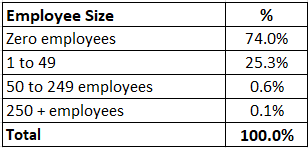 Employee Size %
Zero employees 74.0%
1 to 49 25.3%
50 to 249 employees 0.6%
250 + employees 0.1%
Total 100.0%